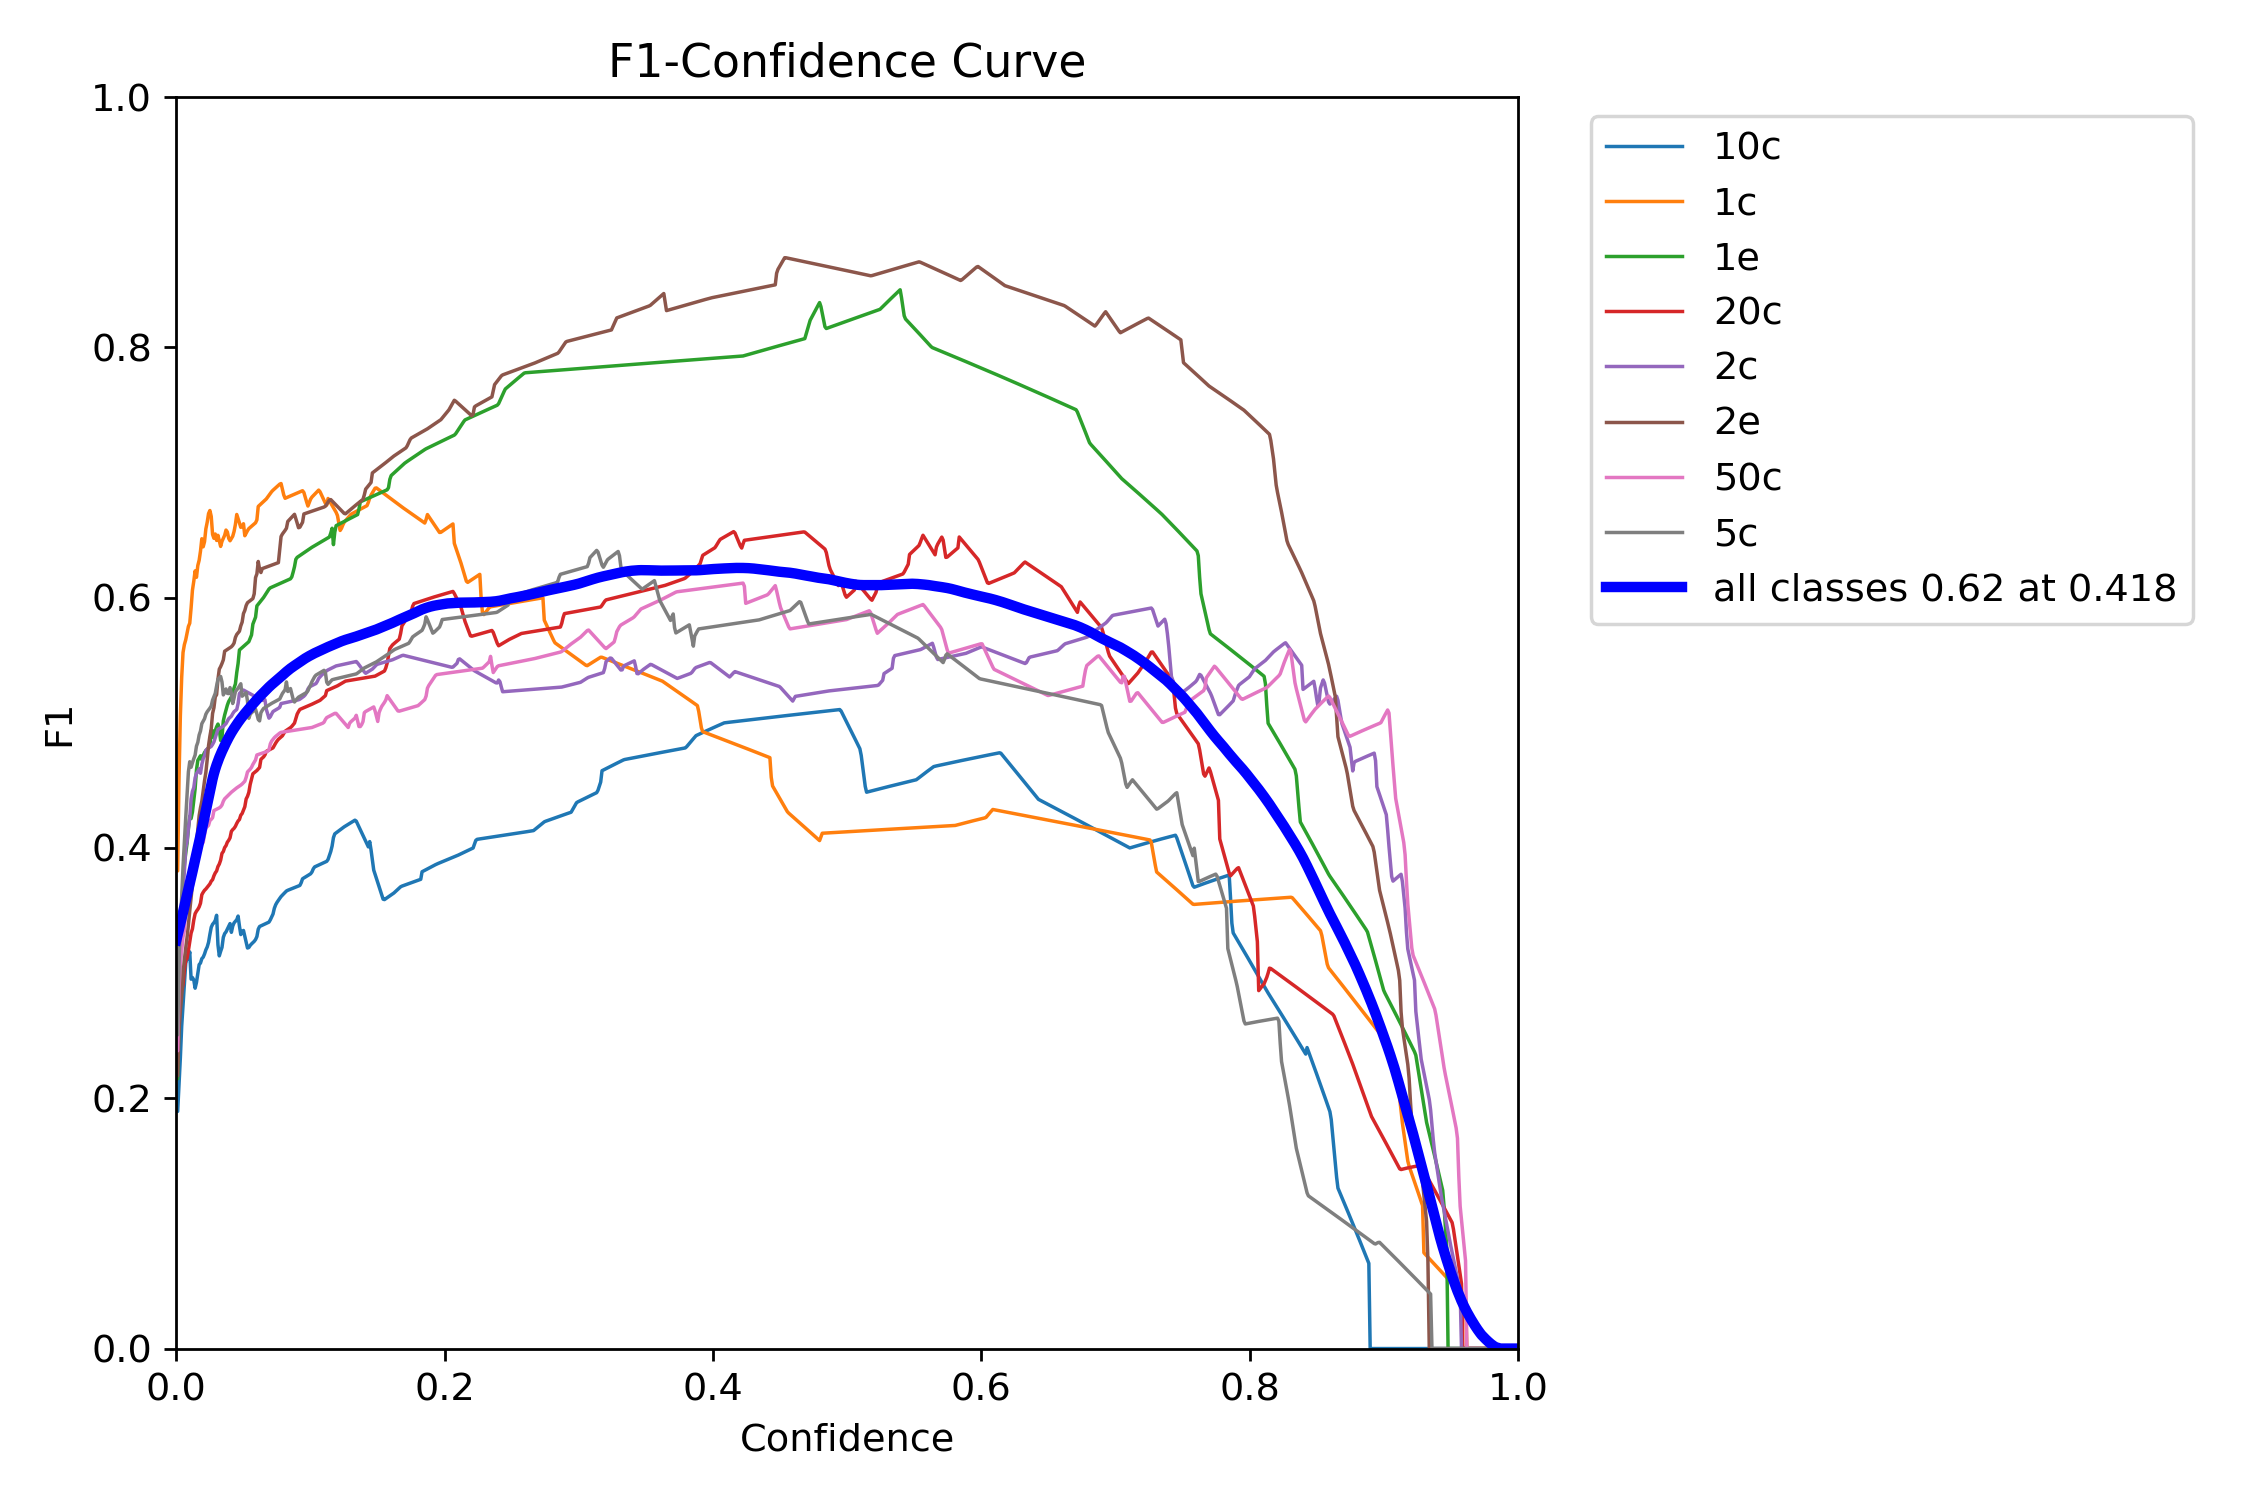 F1-Confidence Curve
1.0
0.8
0.6
0.4
0.2
0.0
F1
0.0 0.2 0.4 0.6 0.8 1.0
Confidence
10c
1c
1e
20c
2c
2e
50c
5c
all classes 0.62 at 0.418